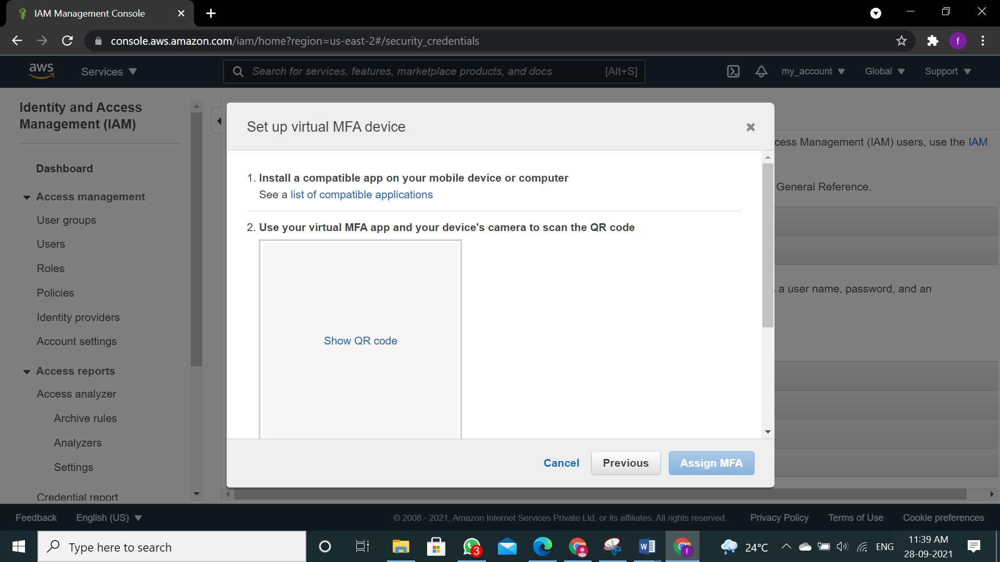 IAM Management Console
console.aws.amazon.com/iam/home?region=us-east-2#/security_credentials
aws
Services
Search for services, features, marketplace products, and docs [Alt+S]
my_account
Global
Support
Identity and Access
Management (IAM)
Dashboard
Access management
User groups
Users
Roles
Policies
Identity providers
Account settings
Access reports
Access analyzer
Archive rules
Analyzers
Settings
Credential report
Set up virtual MFA device
1. Install a compatible app on your mobile device or computer
See a list of compatible applications
2. Use your virtual MFA app and your device's camera to scan the QR code
Show QR code
Cancel
Previous
Assign MFA
cess Management (IAM) users, use the IAM
General Reference.
a user name, password, and an
Feedback
English (US)
© 2008 - 2021, Amazon Internet Services Private Ltd. or its affiliates. All rights reserved.
Privacy Policy
Terms of Use
Cookie preferences
Type here to search
3
24°C
ENG
11:39 AM
28-09-2021